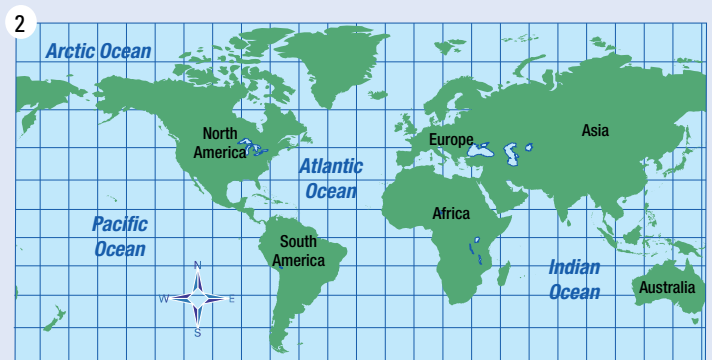 2
Arctic Ocean
North
America
Europe
Asia
Atlantic
Ocean
Africa
Pacific
Ocean
South
America
Indian
Ocean
Australia
N
W
E
S